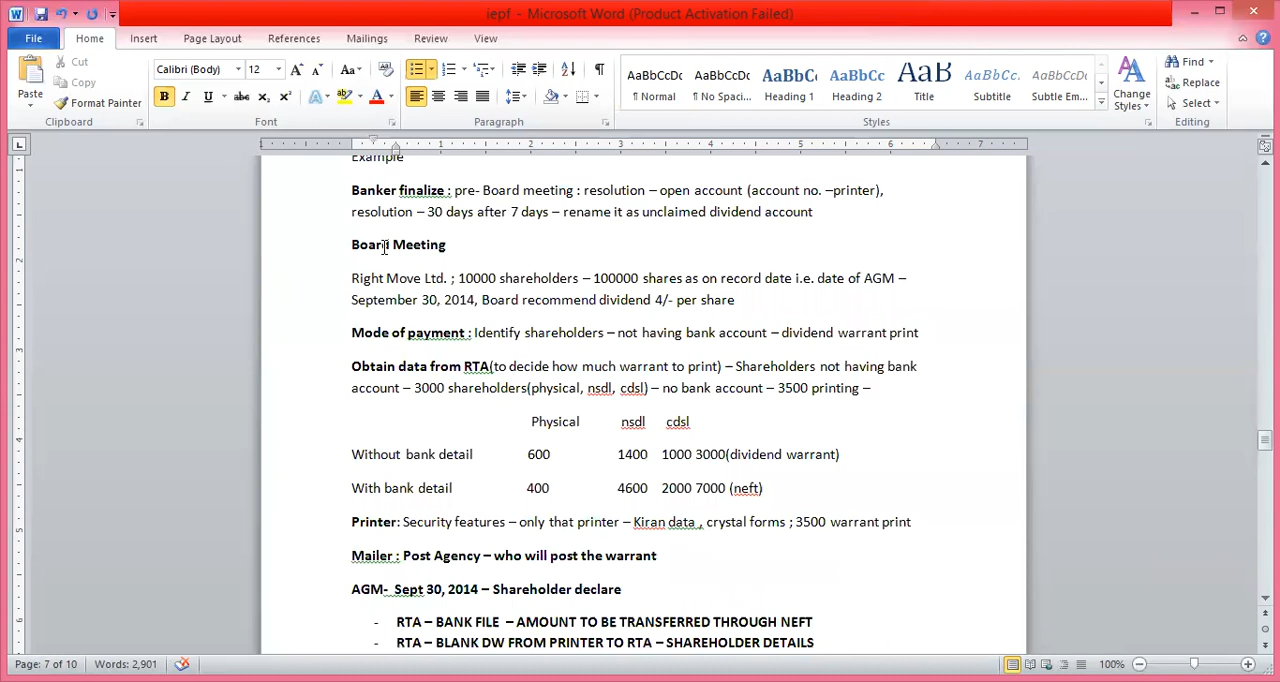 iepf - Microsoft Word (Product Activation Failed)
File Home Insert Page Layout References Mailings Review View
Paste
Cut
Copy
Format Painter
Clipboard
Calibri (Body) 12
Font
Paragraph
AaBbCcDc AaBbCcDc AaBbC AaBbCc AaB AaBbCc. AaBbCcDc
¶ Normal ¶ No Spaci... Heading 1 Heading 2 Title Subtitle Subtle Em...
Styles
Change Styles
Find
Replace
Select
Editing
Example
Banker finalize : pre- Board meeting : resolution – open account (account no. –printer),
resolution – 30 days after 7 days – rename it as unclaimed dividend account
Board Meeting
Right Move Ltd. ; 10000 shareholders – 100000 shares as on record date i.e. date of AGM –
September 30, 2014, Board recommend dividend 4/- per share
Mode of payment : Identify shareholders – not having bank account – dividend warrant print
Obtain data from RTA(to decide how much warrant to print) – Shareholders not having bank
account – 3000 shareholders(physical, nsdl, cdsl) – no bank account – 3500 printing –
Physical nsdl cdsl
Without bank detail 600 1400 1000 3000(dividend warrant)
With bank detail 400 4600 2000 7000 (neft)
Printer: Security features – only that printer – Kiran data , crystal forms ; 3500 warrant print
Mailer : Post Agency – who will post the warrant
AGM- Sept 30, 2014 – Shareholder declare
- RTA – BANK FILE – AMOUNT TO BE TRANSFERRED THROUGH NEFT
- RTA – BLANK DW FROM PRINTER TO RTA – SHAREHOLDER DETAILS
Page: 7 of 10 Words: 2,901 100%